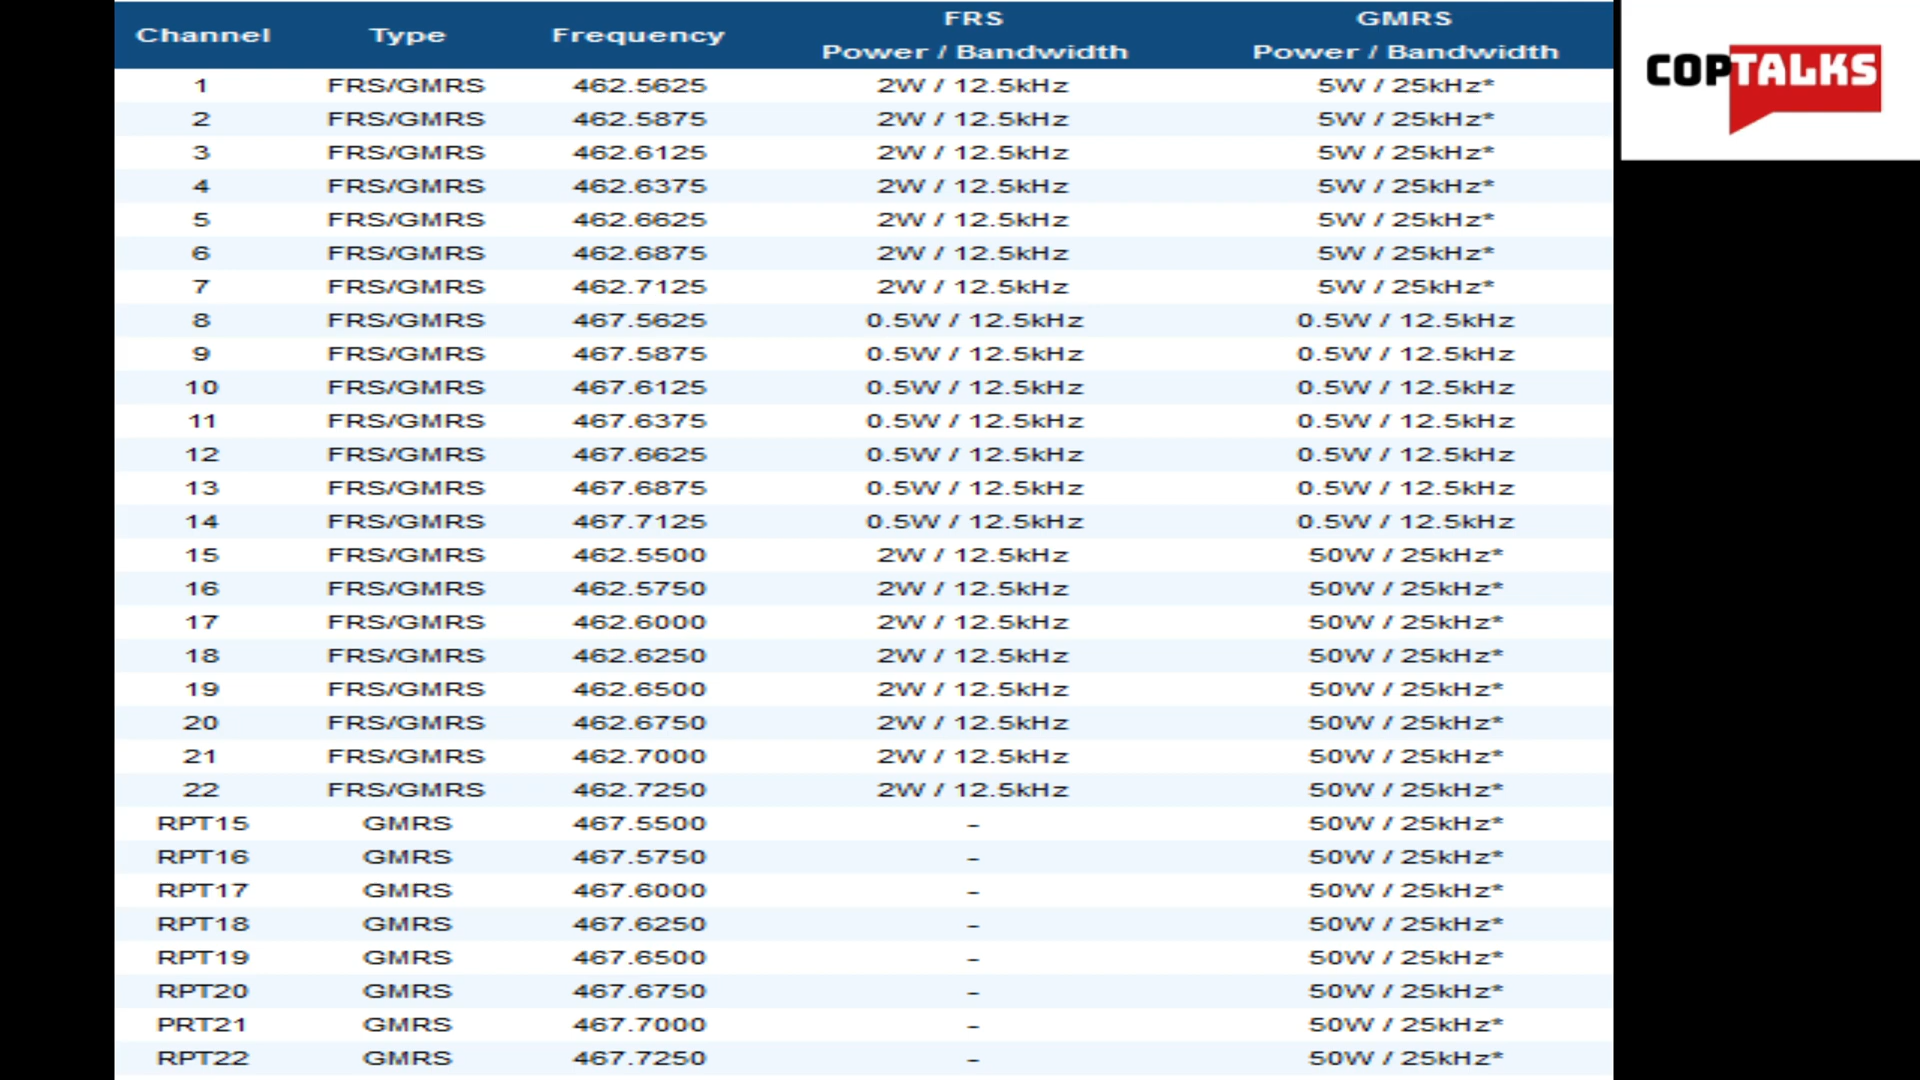 Channel Type Frequency FRS Power / Bandwidth GMRS Power / Bandwidth
1 FRS/GMRS 462.5625 2W / 12.5kHz 5W / 25kHz*
2 FRS/GMRS 462.5875 2W / 12.5kHz 5W / 25kHz*
3 FRS/GMRS 462.6125 2W / 12.5kHz 5W / 25kHz*
4 FRS/GMRS 462.6375 2W / 12.5kHz 5W / 25kHz*
5 FRS/GMRS 462.6625 2W / 12.5kHz 5W / 25kHz*
6 FRS/GMRS 462.6875 2W / 12.5kHz 5W / 25kHz*
7 FRS/GMRS 462.7125 2W / 12.5kHz 5W / 25kHz*
8 FRS/GMRS 467.5625 0.5W / 12.5kHz 0.5W / 12.5kHz
9 FRS/GMRS 467.5875 0.5W / 12.5kHz 0.5W / 12.5kHz
10 FRS/GMRS 467.6125 0.5W / 12.5kHz 0.5W / 12.5kHz
11 FRS/GMRS 467.6375 0.5W / 12.5kHz 0.5W / 12.5kHz
12 FRS/GMRS 467.6625 0.5W / 12.5kHz 0.5W / 12.5kHz
13 FRS/GMRS 467.6875 0.5W / 12.5kHz 0.5W / 12.5kHz
14 FRS/GMRS 467.7125 0.5W / 12.5kHz 0.5W / 12.5kHz
15 FRS/GMRS 462.5500 2W / 12.5kHz 50W / 25kHz*
16 FRS/GMRS 462.5750 2W / 12.5kHz 50W / 25kHz*
17 FRS/GMRS 462.6000 2W / 12.5kHz 50W / 25kHz*
18 FRS/GMRS 462.6250 2W / 12.5kHz 50W / 25kHz*
19 FRS/GMRS 462.6500 2W / 12.5kHz 50W / 25kHz*
20 FRS/GMRS 462.6750 2W / 12.5kHz 50W / 25kHz*
21 FRS/GMRS 462.7000 2W / 12.5kHz 50W / 25kHz*
22 FRS/GMRS 462.7250 2W / 12.5kHz 50W / 25kHz*
RPT15 GMRS 467.5500 - 50W / 25kHz*
RPT16 GMRS 467.5750 - 50W / 25kHz*
RPT17 GMRS 467.6000 - 50W / 25kHz*
RPT18 GMRS 467.6250 - 50W / 25kHz*
RPT19 GMRS 467.6500 - 50W / 25kHz*
RPT20 GMRS 467.6750 - 50W / 25kHz*
PRT21 GMRS 467.7000 - 50W / 25kHz*
RPT22 GMRS 467.7250 - 50W / 25kHz*
COPTALKS